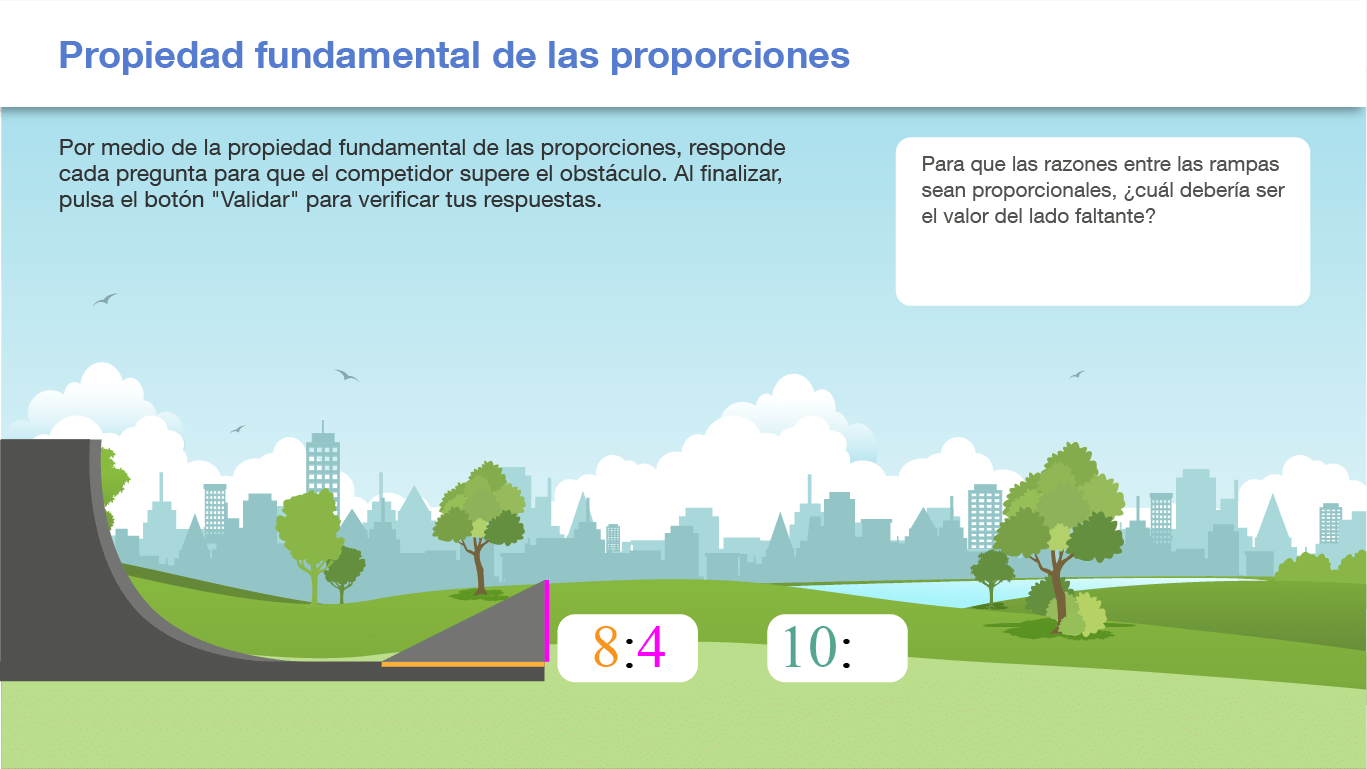 Propiedad fundamental de las proporciones
Por medio de la propiedad fundamental de las proporciones, responde
cada pregunta para que el competidor supere el obstáculo. Al finalizar,
pulsa el botón "Validar" para verificar tus respuestas.
Para que las razones entre las rampas
sean proporcionales, ¿cuál debería ser
el valor del lado faltante?
8:4
10: